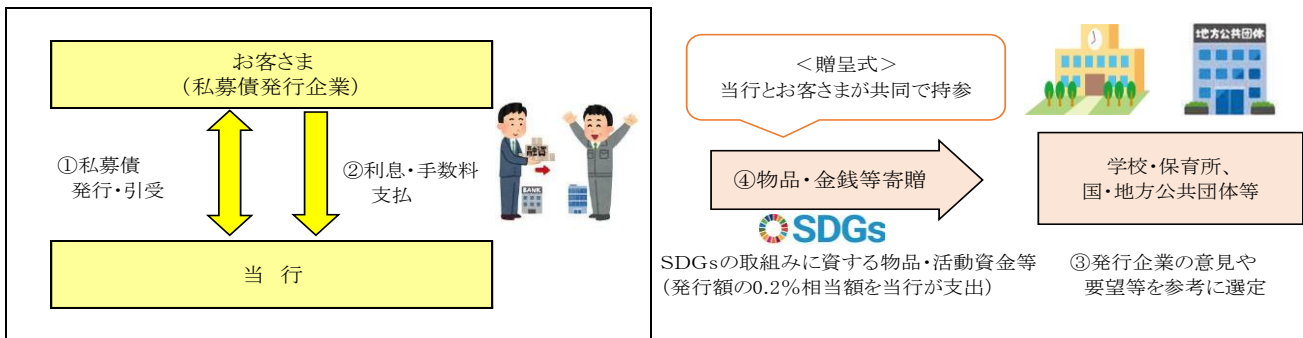 お客さま
(私募債発行企業)
①私募債
発行・引受
②利息・手数料
支払
融資
BANK
当 行
<贈呈式>
当行とお客さまが共同で持参
④物品・金銭等寄贈
SDGs
SDGsの取組みに資する物品・活動資金等
(発行額の0.2%相当額を当行が支出)
地方公共団体
学校・保育所、
国・地方公共団体等
③発行企業の意見や
要望等を参考に選定